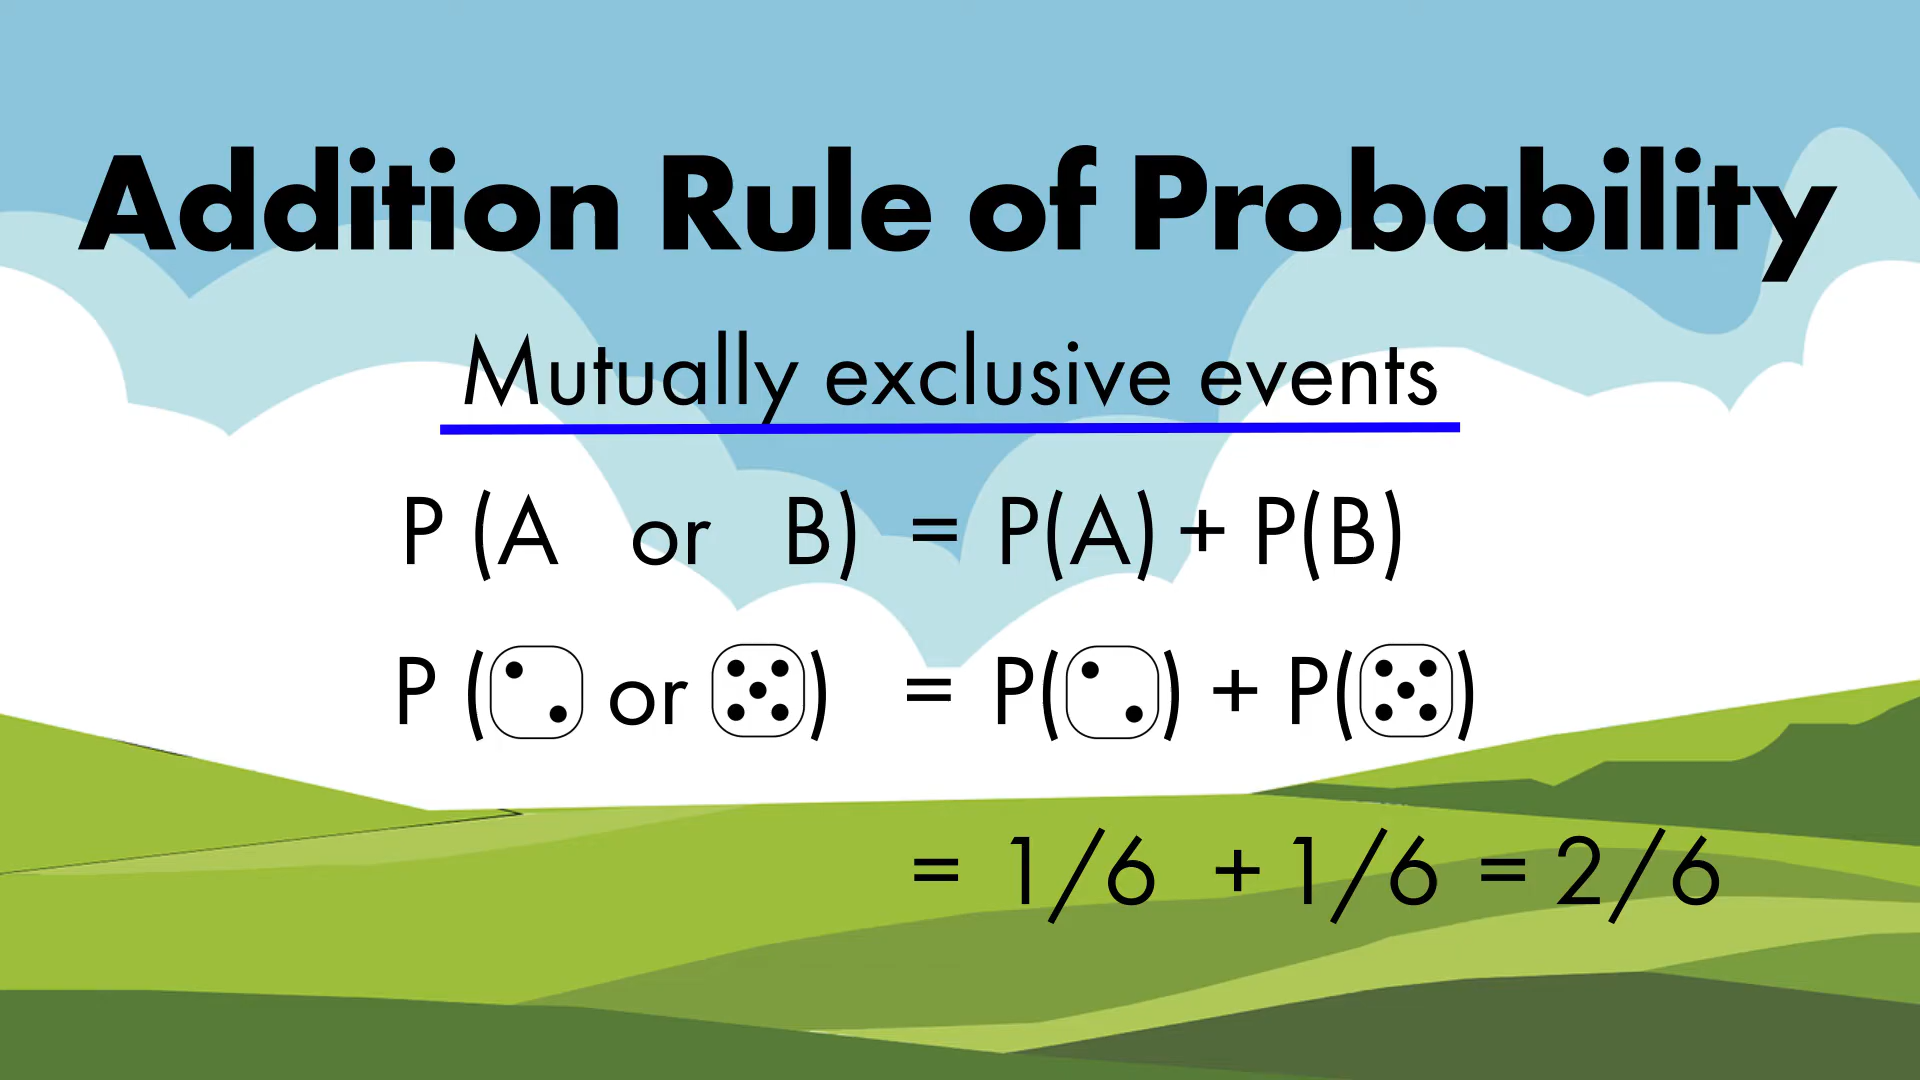 Addition Rule of Probability
Mutually exclusive events
P (A or B) = P(A) + P(B)
P ( or ) = P( ) + P( )
= 1/6 + 1/6 = 2/6